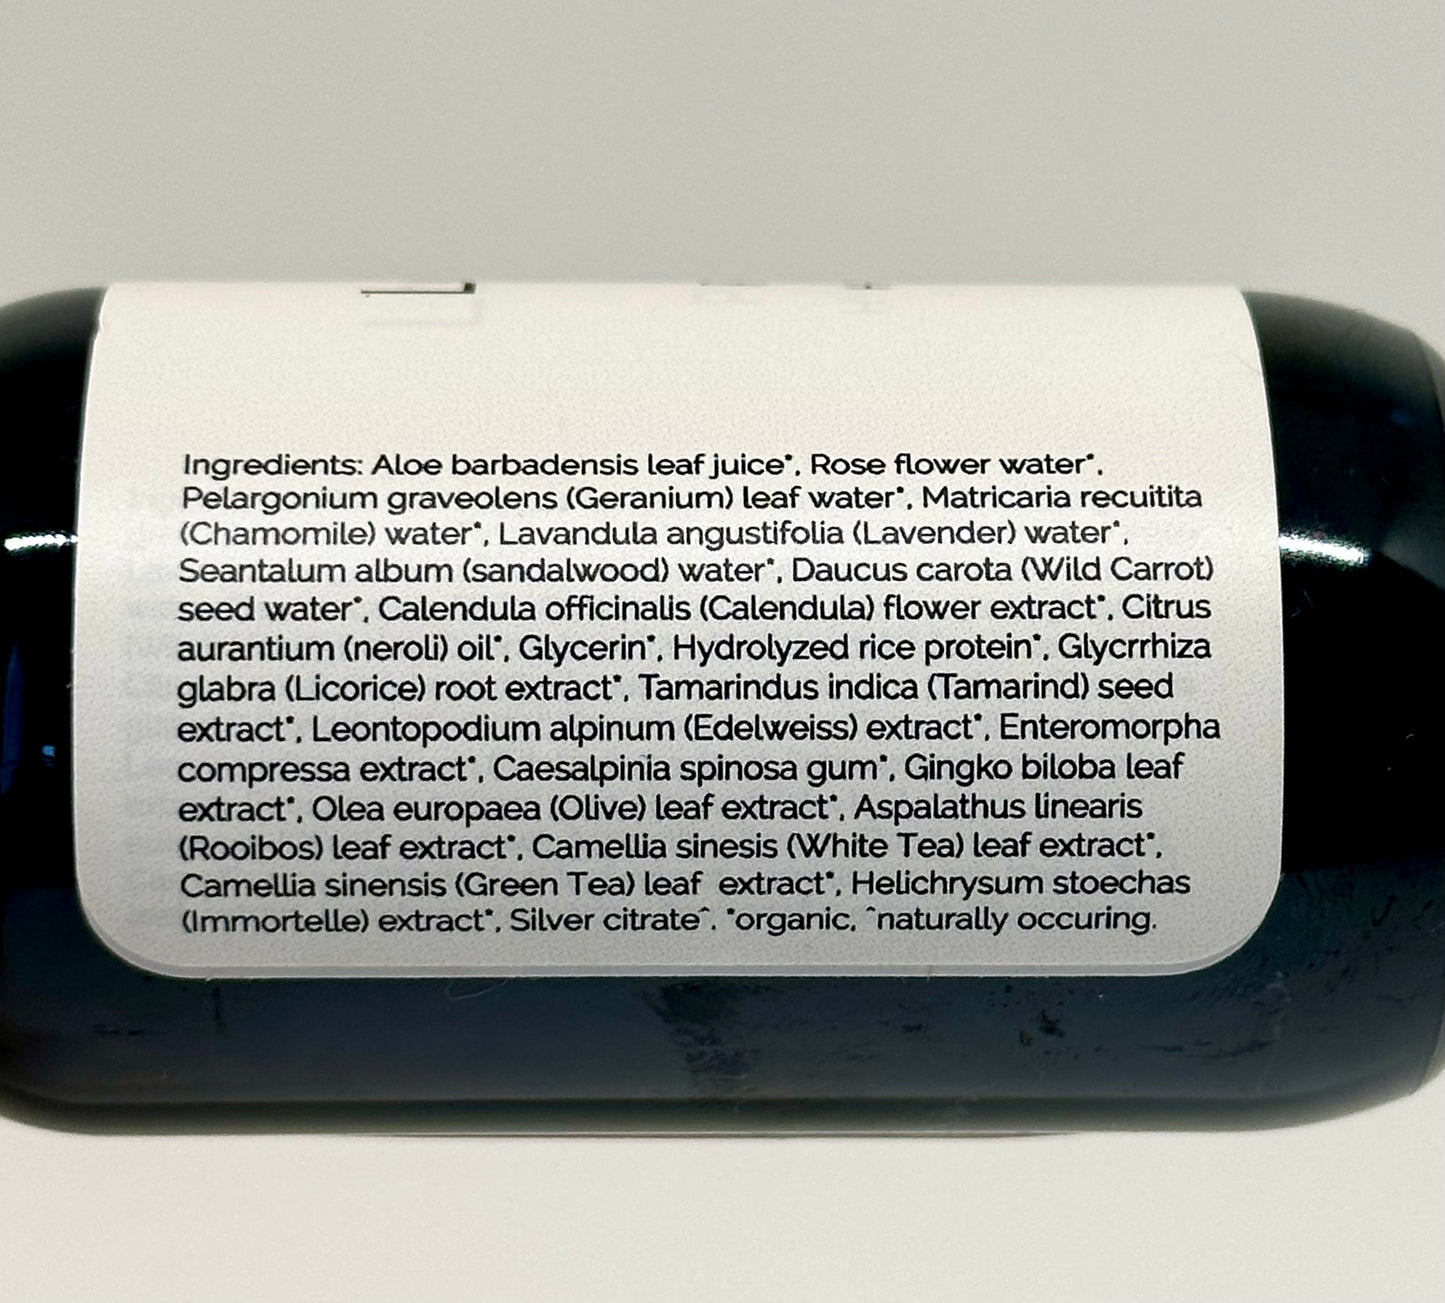 Ingredients: Aloe barbadensis leaf juice*, Rose flower water*,
Pelargonium graveolens (Geranium) leaf water*, Matricaria recuitita
(Chamomile) water*, Lavandula angustifolia (Lavender) water*,
Seantalum album (sandalwood) water*, Daucus carota (Wild Carrot)
seed water*, Calendula officinalis (Calendula) flower extract*, Citrus
aurantium (neroli) oil*, Glycerin*, Hydrolyzed rice protein*, Glycrrhiza
glabra (Licorice) root extract*, Tamarindus indica (Tamarind) seed
extract*, Leontopodium alpinum (Edelweiss) extract*, Enteromorpha
compressa extract*, Caesalpinia spinosa gum*, Gingko biloba leaf
extract*, Olea europaea (Olive) leaf extract*, Aspalathus linearis
(Rooibos) leaf extract*, Camellia sinesis (White Tea) leaf extract*,
Camellia sinensis (Green Tea) leaf extract*, Helichrysum stoechas
(Immortelle) extract*, Silver citrate^. *organic, ^naturally occuring.